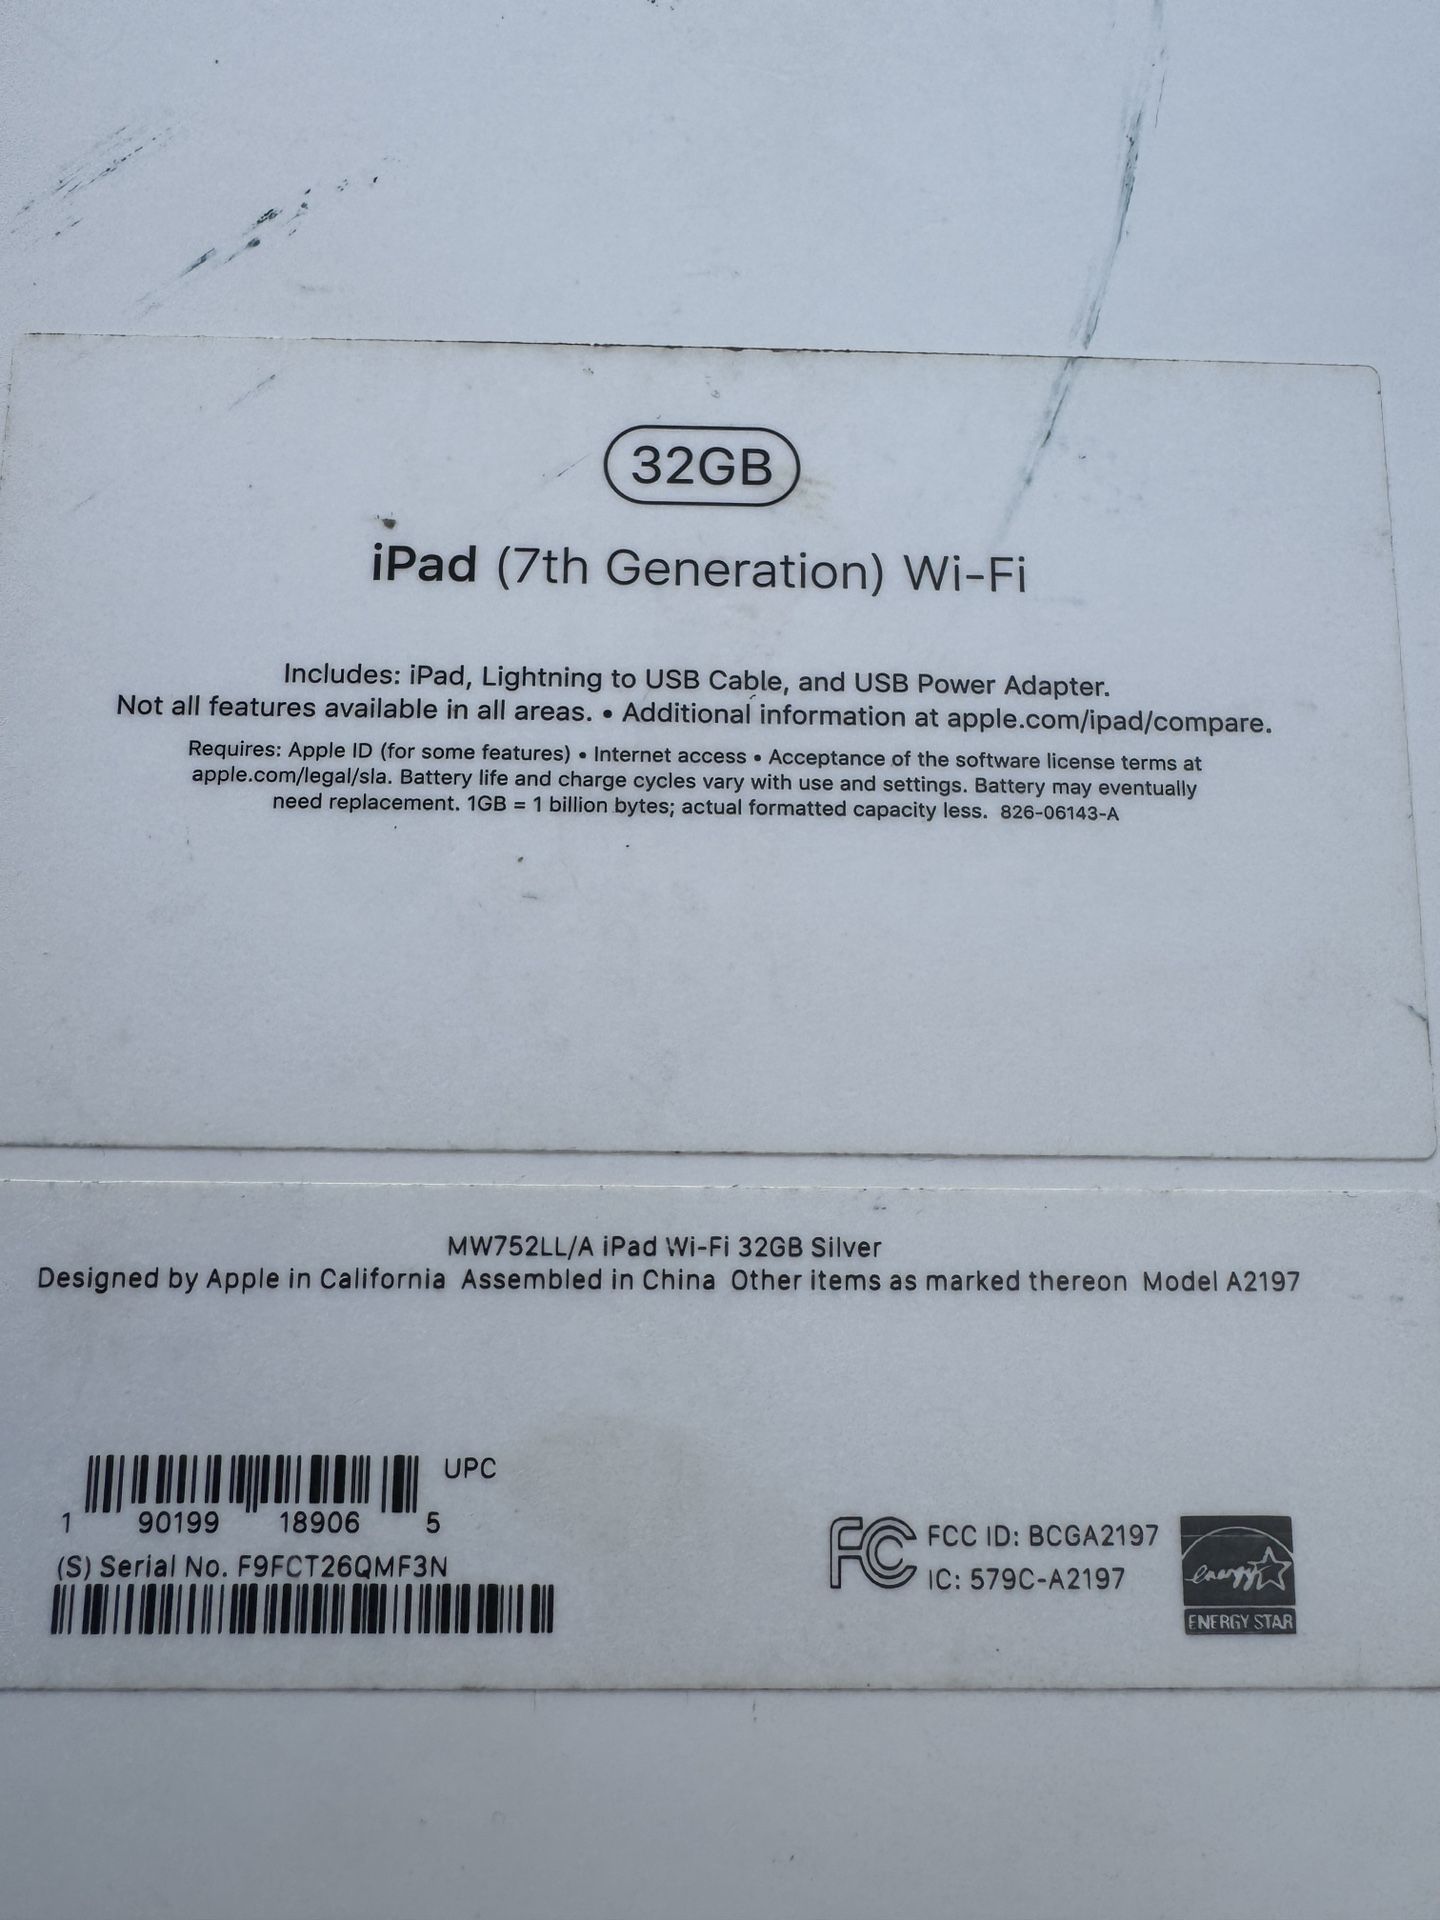 32GB
iPad (7th Generation) Wi-Fi
Includes: iPad, Lightning to USB Cable, and USB Power Adapter.
Not all features available in all areas. • Additional information at apple.com/ipad/compare.
Requires: Apple ID (for some features) • Internet access • Acceptance of the software license terms at
apple.com/legal/sla. Battery life and charge cycles vary with use and settings. Battery may eventually
need replacement. 1GB = 1 billion bytes; actual formatted capacity less. 826-06143-A
MW752LL/A iPad Wi-Fi 32GB Silver
Designed by Apple in California Assembled in China Other items as marked thereon Model A2197
UPC
1 90199 18906 5
(S) Serial No. F9FCT26QMF3N
FC FCC ID: BCGA2197
IC: 579C-A2197
energy
ENERGY STAR